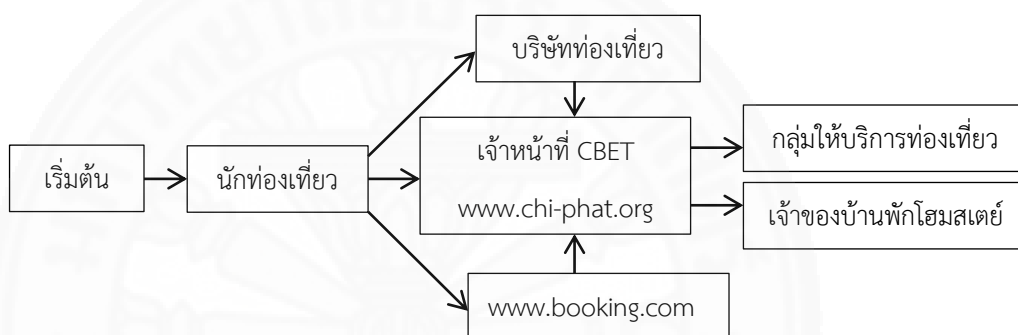 บริษัทท่องเที่ยว
เริ่มต้น
นักท่องเที่ยว
เจ้าหน้าที่ CBET
www.chi-phat.org
กลุ่มให้บริการท่องเที่ยว
เจ้าของบ้านพักโฮมสเตย์
www.booking.com